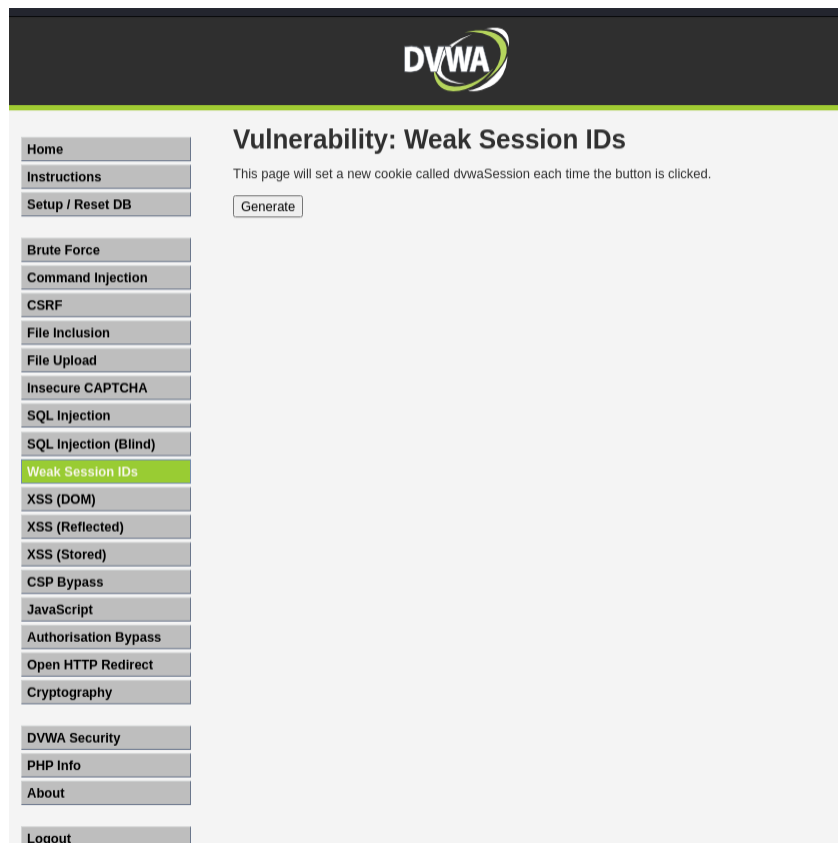 DVWA
Home
Instructions
Setup / Reset DB
Brute Force
Command Injection
CSRF
File Inclusion
File Upload
Insecure CAPTCHA
SQL Injection
SQL Injection (Blind)
Weak Session IDs
XSS (DOM)
XSS (Reflected)
XSS (Stored)
CSP Bypass
JavaScript
Authorisation Bypass
Open HTTP Redirect
Cryptography
DVWA Security
PHP Info
About
Logout
Vulnerability: Weak Session IDs
This page will set a new cookie called dvwaSession each time the button is clicked.
Generate